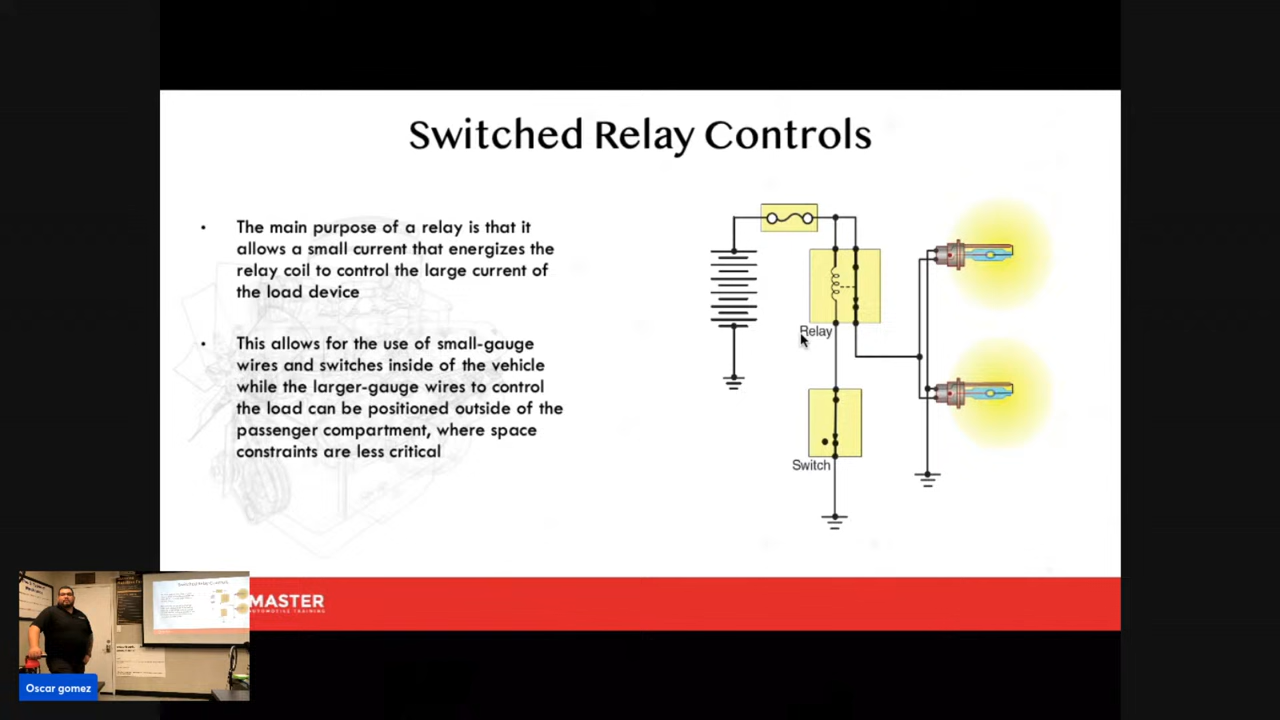 Switched Relay Controls
• The main purpose of a relay is that it
allows a small current that energizes the
relay coil to control the large current of
the load device
• This allows for the use of small-gauge
wires and switches inside of the vehicle
while the larger-gauge wires to control
the load can be positioned outside of the
passenger compartment, where space
constraints are less critical
Relay
Switch
MASTER
AUTOMOTIVE TRAINING
Oscar gomez